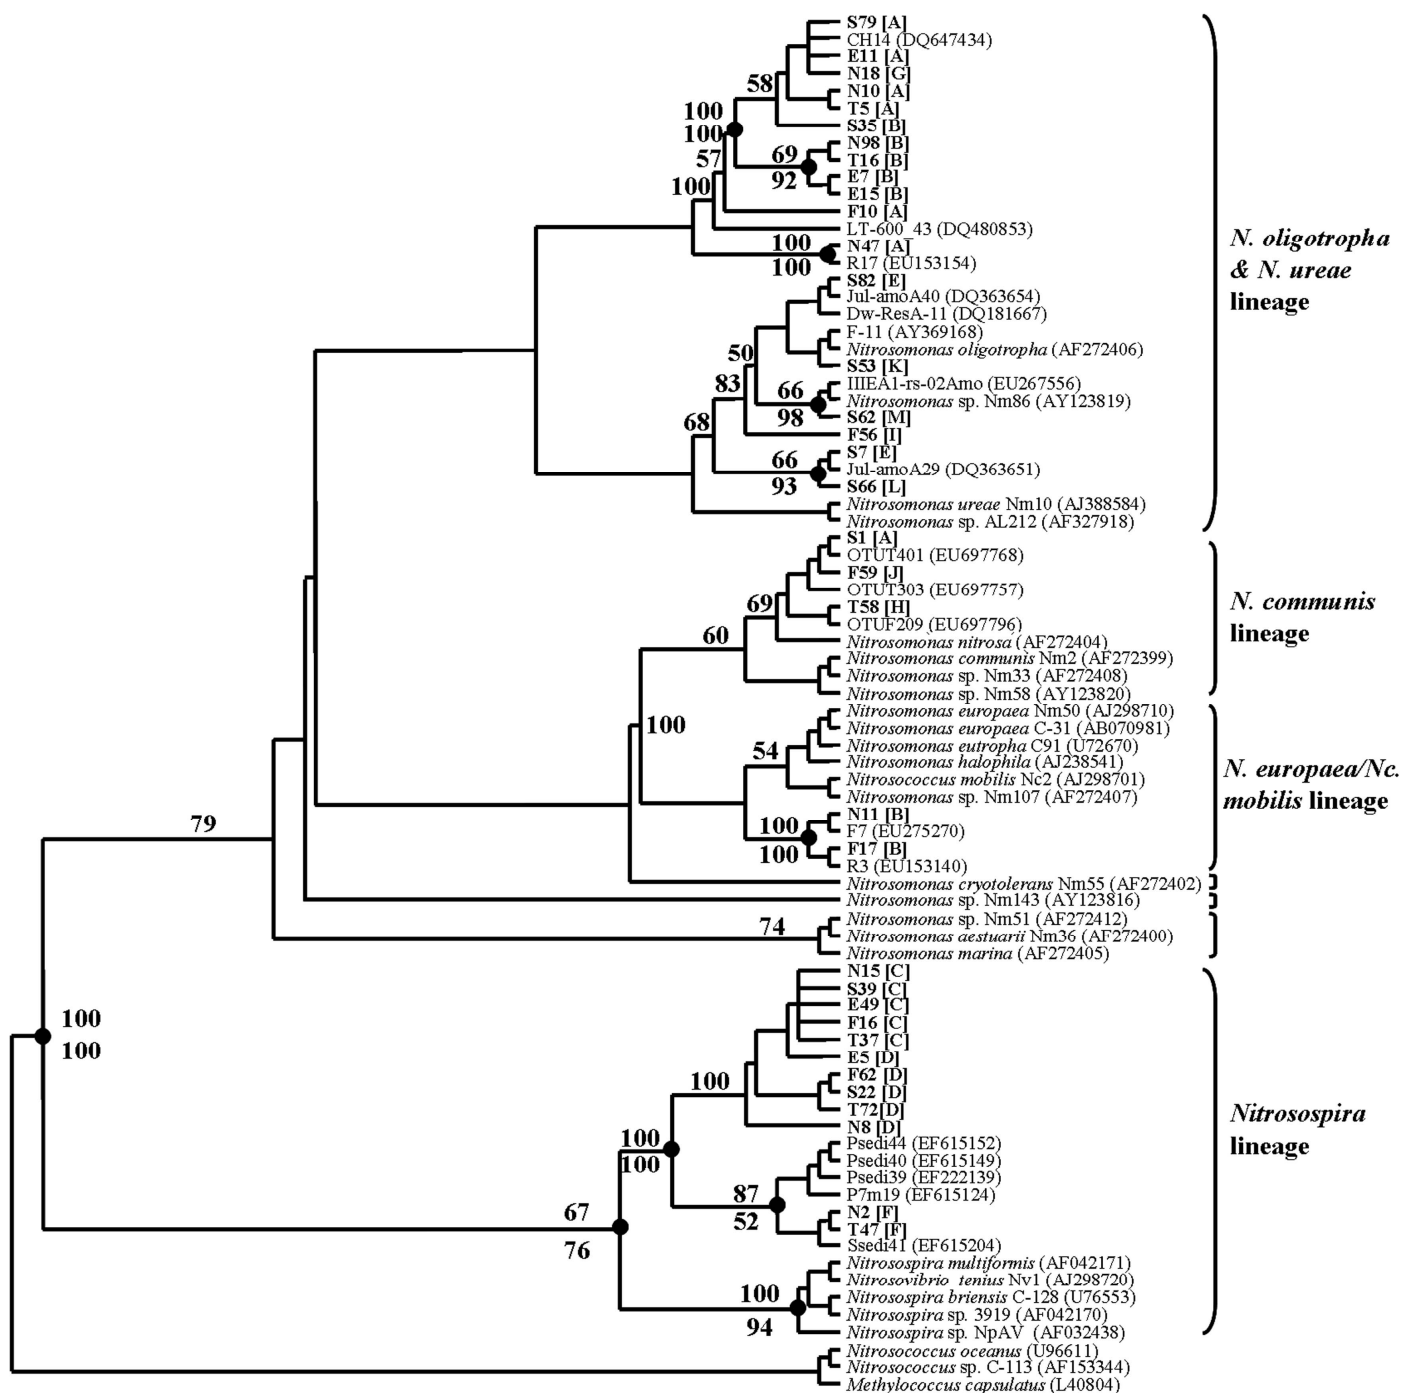 S79 [A]
CH14 (DQ647434)
E11 [A]
N18 [G]
58
N10 [A]
T5 [A]
100
S35 [B]
100
N98 [B]
69
T16 [B]
57
92
E7 [B]
100
E15 [B]
F10 [A]
LT-600_43 (DQ480853)
100
N47 [A]
100
R17 (EU153154)
N. oligotropha
& N. ureae
lineage
S82 [E]
Jul-amoA40 (DQ363654)
Dw-ResA-11 (DQ181667)
F-11 (AY369168)
50
Nitrosomonas oligotropha (AF272406)
S53 [K]
83
66
IIIEA1-rs-02Amo (EU267556)
Nitrosomonas sp. Nm86 (AY123819)
98
S62 [M]
68
F56 [I]
66
S7 [E]
Jul-amoA29 (DQ363651)
93
S66 [L]
Nitrosomonas ureae Nm10 (AJ388584)
Nitrosomonas sp. AL212 (AF327918)
S1 [A]
OTUT401 (EU697768)
F59 [J]
OTUT303 (EU697757)
69
T58 [H]
OTUF209 (EU697796)
60
Nitrosomonas nitrosa (AF272404)
N. communis
lineage
Nitrosomonas communis Nm2 (AF272399)
Nitrosomonas sp. Nm33 (AF272408)
Nitrosomonas sp. Nm58 (AY123820)
100
Nitrosomonas europaea Nm50 (AJ298710)
Nitrosomonas europaea C-31 (AB070981)
54
Nitrosomonas eutropha C91 (U72670)
Nitrosomonas halophila (AJ238541)
Nitrosococcus mobilis Nc2 (AJ298701)
Nitrosomonas sp. Nm107 (AF272407)
N. europaea/Nc.
mobilis lineage
100
N11 [B]
F7 (EU275270)
100
F17 [B]
R3 (EU153140)
79
Nitrosomonas cryotolerans Nm55 (AF272402)
Nitrosomonas sp. Nm143 (AY123816)
74
Nitrosomonas sp. Nm51 (AF272412)
Nitrosomonas aestuarii Nm36 (AF272400)
Nitrosomonas marina (AF272405)
N15 [C]
S39 [C]
E49 [C]
100
F16 [C]
100
T37 [C]
E5 [D]
100
F62 [D]
S22 [D]
T72[D]
N8 [D]
Nitrosospira
lineage
100
100
Psedi44 (EF615152)
Psedi40 (EF615149)
Psedi39 (EF222139)
87
P7m19 (EF615124)
52
N2 [F]
67
T47 [F]
76
Ssedi41 (EF615204)
Nitrosospira multiformis (AF042171)
Nitrosovibrio tenius Nv1 (AJ298720)
100
Nitrosospira briensis C-128 (U76553)
Nitrosospira sp. 3919 (AF042170)
94
Nitrosospira sp. NpAV (AF032438)
Nitrosococcus oceanus (U96611)
Nitrosococcus sp. C-113 (AF153344)
Methylococcus capsulatus (L40804)